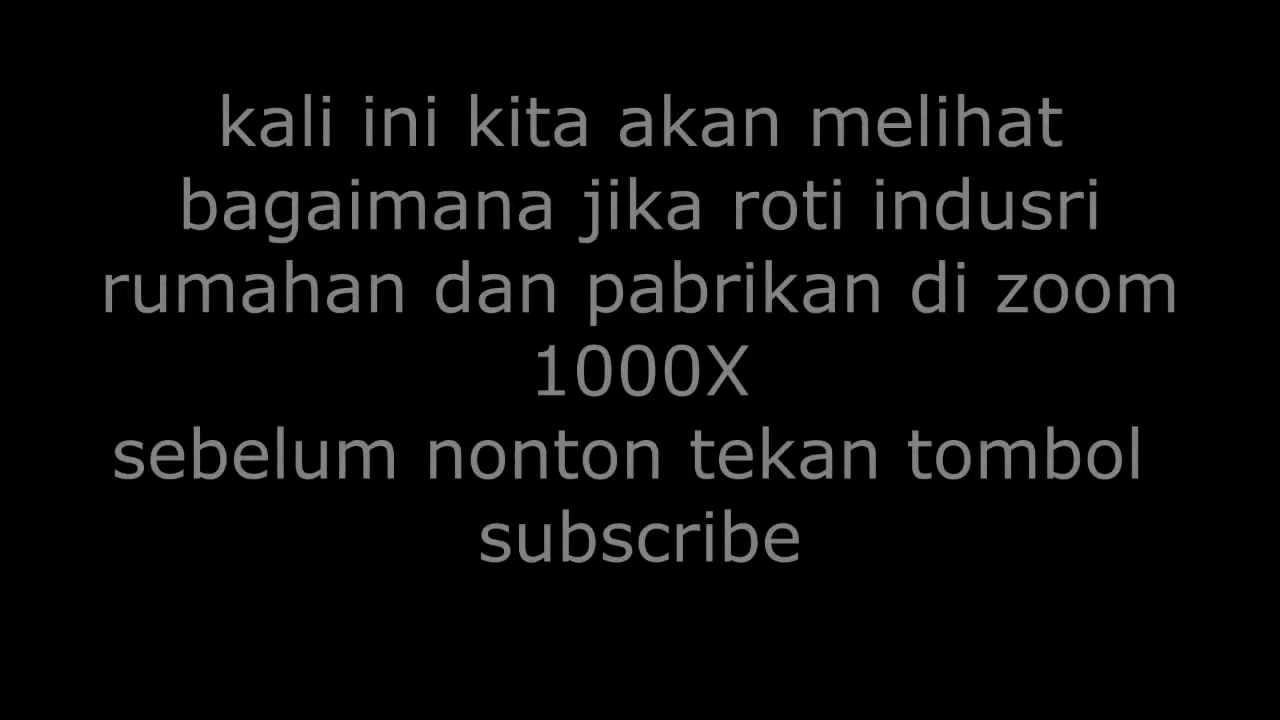 kali ini kita akan melihat
bagaimana jika roti indusri
rumahan dan pabrikan di zoom
1000X
sebelum nonton tekan tombol
subscribe